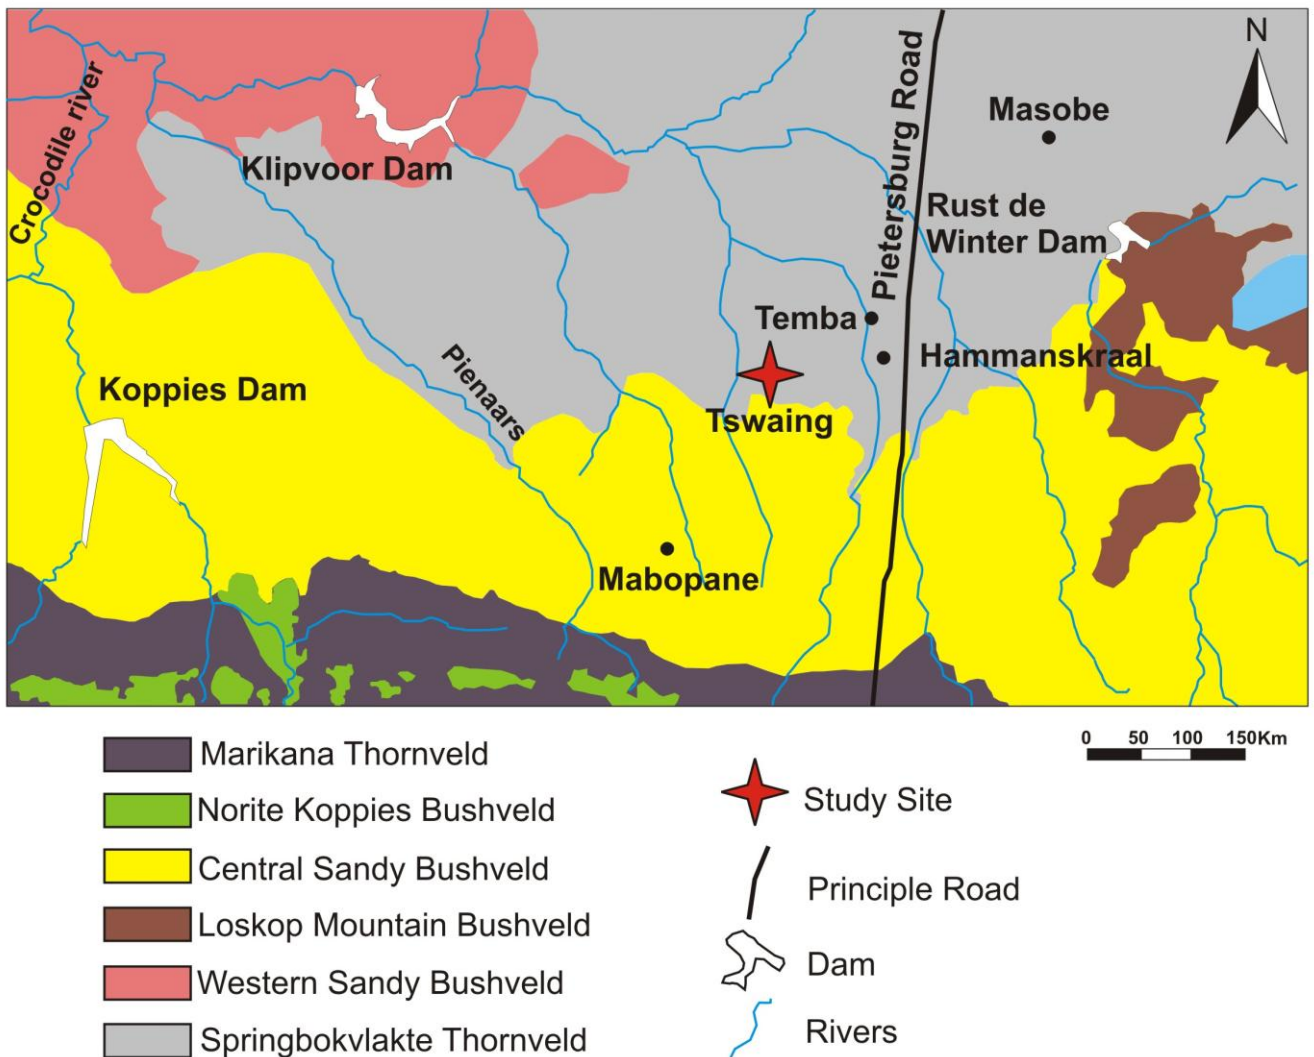 N
Masobe
Crocodile river
Klipvoor Dam
Pietersburg Road
Rust de
Winter Dam
Temba
Hammanskraal
Koppies Dam
Pienaars
Tswaing
Mabopane
0 50 100 150Km
Marikana Thornveld
Norite Koppies Bushveld
Central Sandy Bushveld
Loskop Mountain Bushveld
Western Sandy Bushveld
Springbokvlakte Thornveld
Study Site
Principle Road
Dam
Rivers